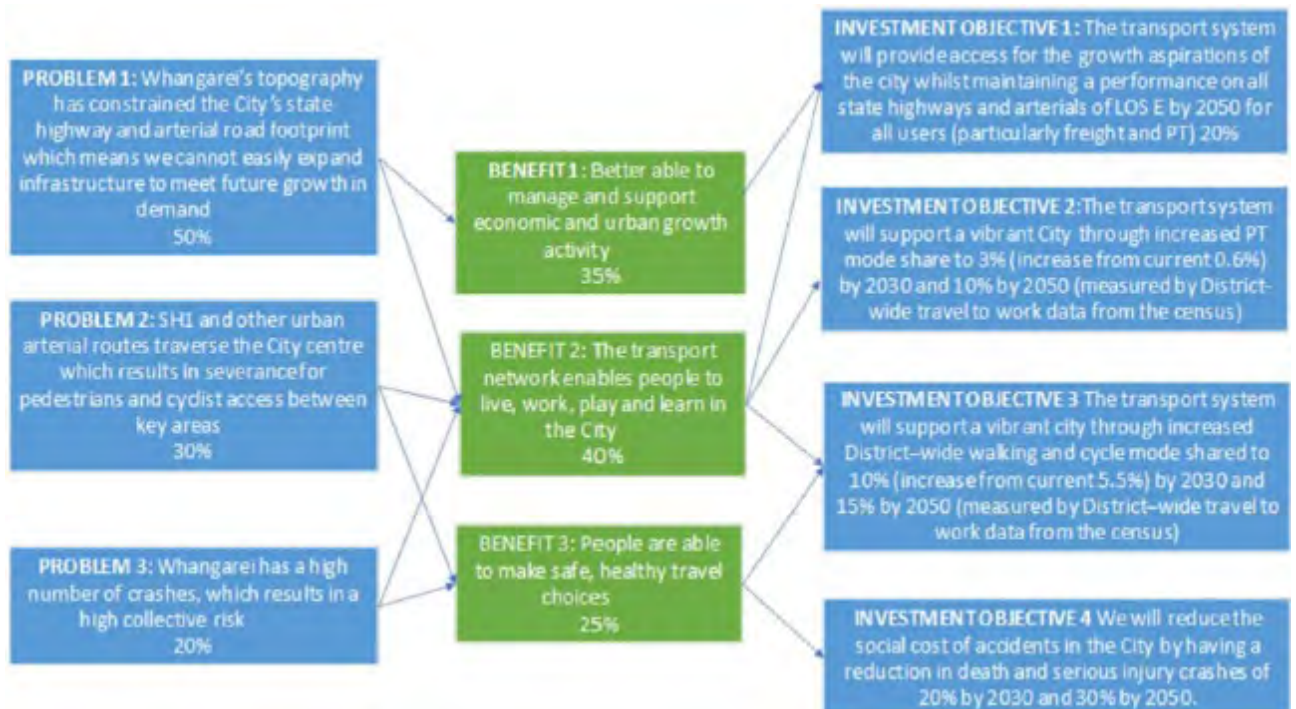 PROBLEM 1: Whangarei's topography
has constrained the City's state
highway and arterial road footprint
which means we cannot easily expand
infrastructure to meet future growth in
demand
50%
PROBLEM 2: SH1 and other urban
arterial routes traverse the City centre
which results in severance for
pedestrians and cyclist access between
key areas
30%
PROBLEM 3: Whangarei has a high
number of crashes, which results in a
high collective risk
20%
BENEFIT 1: Better able to
manage and support
economic and urban growth
activity
35%
BENEFIT 2: The transport
network enables people to
live, work, play and learn in
the City
40%
BENEFIT 3: People are able
to make safe, healthy travel
choices
25%
INVESTMENT OBJECTIVE 1: The transport system
will provide access for the growth aspirations of
the city whilst maintaining a performance on all
state highways and arterials of LOS E by 2050 for
all users (particularly freight and PT) 20%
INVESTMENT OBJECTIVE 2:The transport system
will support a vibrant City through increased PT
mode share to 3% (increase from current 0.6%)
by 2030 and 10% by 2050 (measured by District-
wide travel to work data from the census)
INVESTMENT OBJECTIVE 3 The transport system
will support a vibrant city through increased
District–wide walking and cycle mode shared to
10% (increase from current 5.5%) by 2030 and
15% by 2050 (measured by District–wide travel to
work data from the census)
INVESTMENT OBJECTIVE 4 We will reduce the
social cost of accidents in the City by having a
reduction in death and serious injury crashes of
20% by 2030 and 30% by 2050.